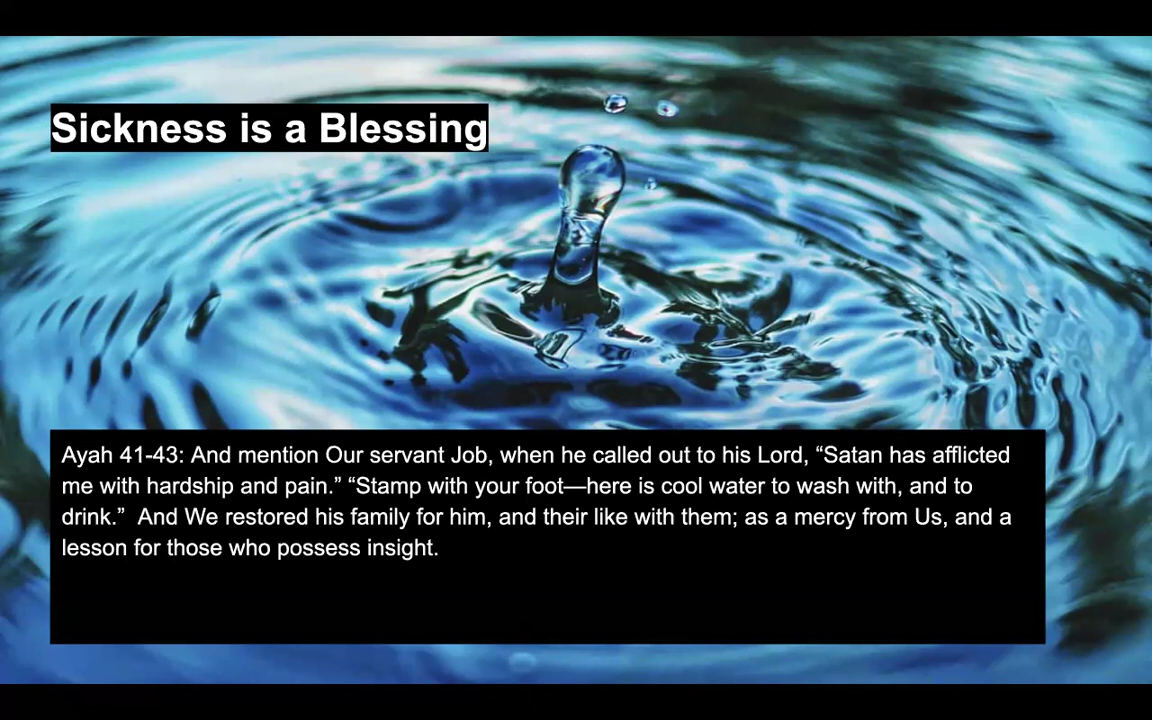 Sickness is a Blessing
Ayah 41-43: And mention Our servant Job, when he called out to his Lord, “Satan has afflicted
me with hardship and pain.” “Stamp with your foot—here is cool water to wash with, and to
drink.”  And We restored his family for him, and their like with them; as a mercy from Us, and a
lesson for those who possess insight.